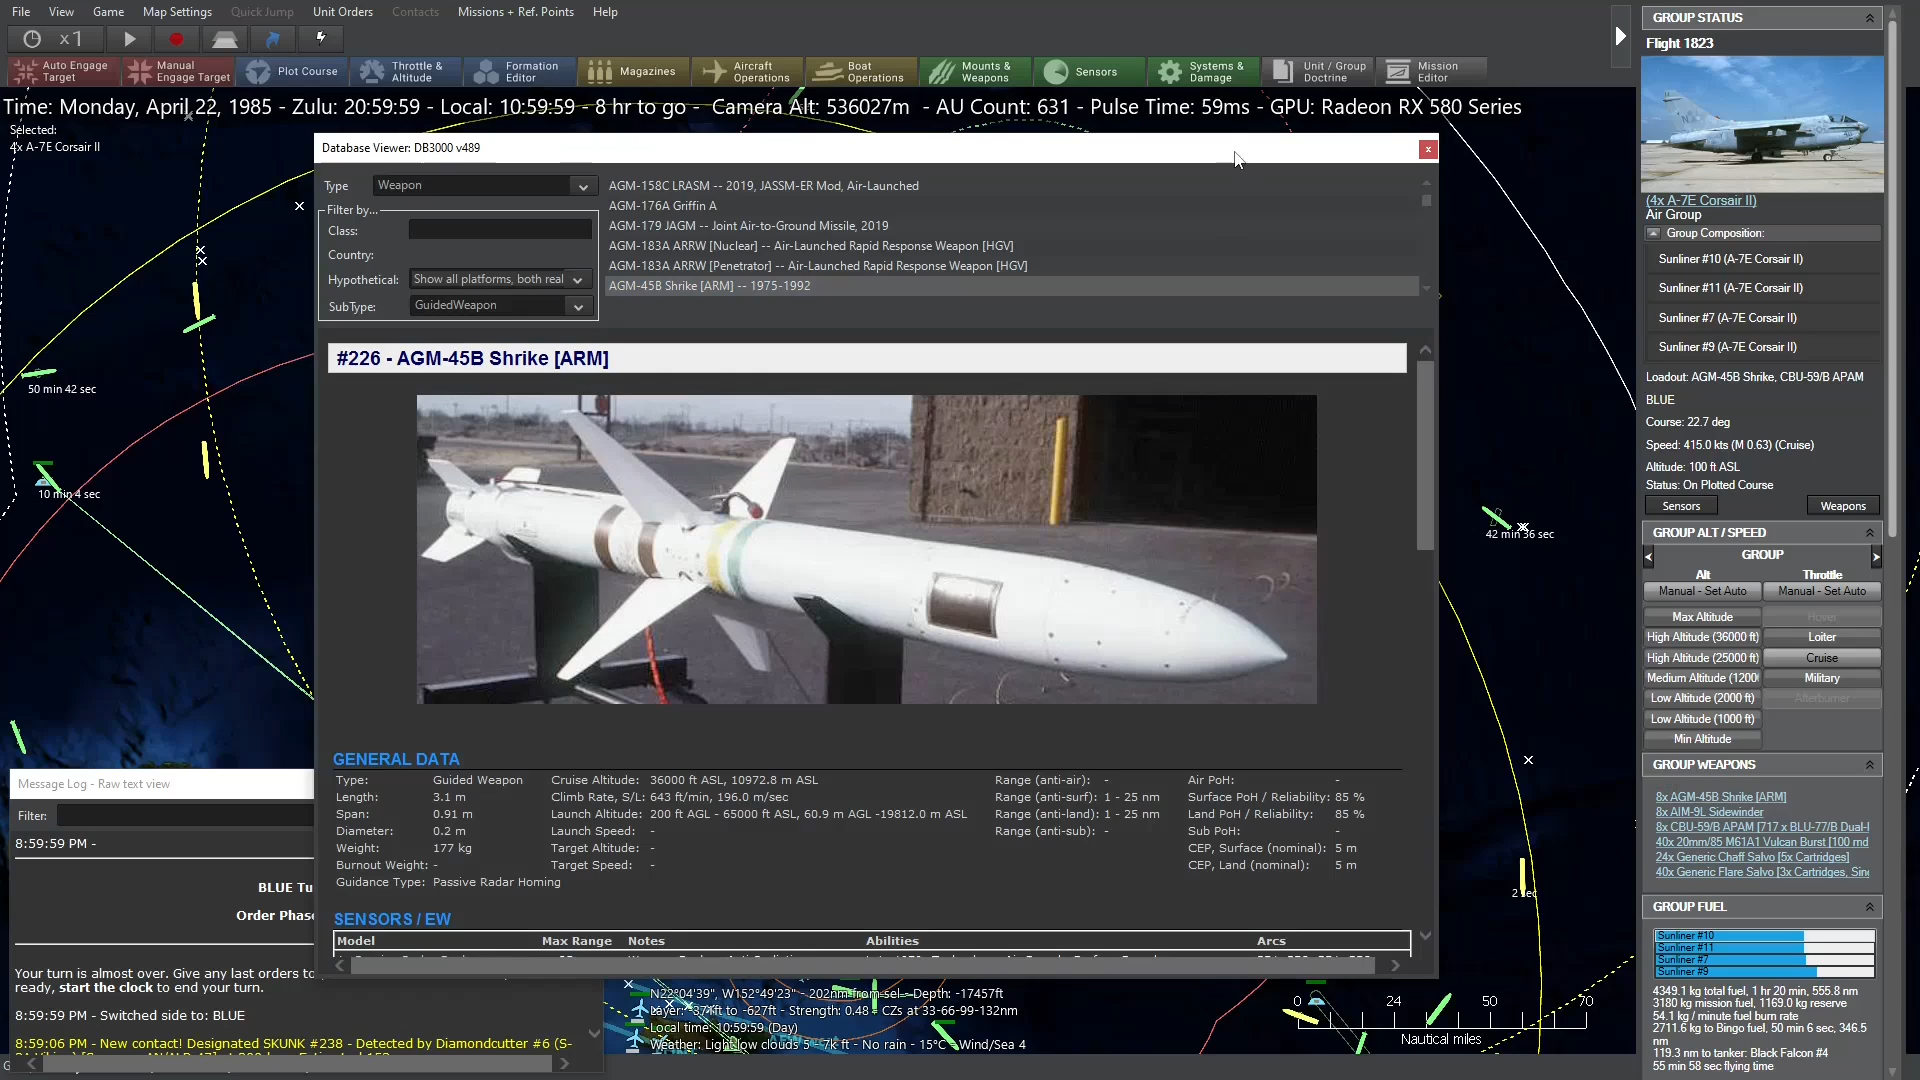 File View Game Map Settings Quick Jump Unit Orders Contacts Missions + Ref. Points Help
x1
Auto Engage Target
Manual Engage Target
Plot Course
Throttle & Altitude
Formation Editor
Magazines
Aircraft Operations
Boat Operations
Mounts & Weapons
Sensors
Systems & Damage
Unit / Group Doctrine
Mission Editor
Time: Monday, April 22, 1985 - Zulu: 20:59:59 - Local: 10:59:59 - 8 hr to go - Camera Alt: 536027m - AU Count: 631 - Pulse Time: 59ms - GPU: Radeon RX 580 Series
Selected:
4x A-7E Corsair II
50 min 42 sec
10 min 4 sec
42 min 36 sec
Database Viewer: DB3000 v489
x
Type Weapon
Filter by...
Class:
Country:
Hypothetical: Show all platforms, both real
SubType: GuidedWeapon
AGM-158C LRASM -- 2019, JASSM-ER Mod, Air-Launched
AGM-176A Griffin A
AGM-179 JAGM -- Joint Air-to-Ground Missile, 2019
AGM-183A ARRW [Nuclear] -- Air-Launched Rapid Response Weapon [HGV]
AGM-183A ARRW [Penetrator] -- Air-Launched Rapid Response Weapon [HGV]
AGM-45B Shrike [ARM] -- 1975-1992
#226 - AGM-45B Shrike [ARM]
GENERAL DATA
Type: Guided Weapon Cruise Altitude: 36000 ft ASL, 10972.8 m ASL Range (anti-air): - Air PoH: -
Length: 3.1 m Climb Rate, S/L: 643 ft/min, 196.0 m/sec Range (anti-surf): 1 - 25 nm Surface PoH / Reliability: 85 %
Span: 0.91 m Launch Altitude: 200 ft AGL - 65000 ft ASL, 60.9 m AGL -19812.0 m ASL Range (anti-land): 1 - 25 nm Land PoH / Reliability: 85 %
Diameter: 0.2 m Launch Speed: - Range (anti-sub): - Sub PoH: -
Weight: 177 kg Target Altitude: - CEP, Surface (nominal): 5 m
Burnout Weight: - Target Speed: - CEP, Land (nominal): 5 m
Guidance Type: Passive Radar Homing
SENSORS / EW
Model Max Range Notes Abilities Arcs
Message Log - Raw text view
Filter:
8:59:59 PM -
BLUE Tu
Order Phase
Your turn is almost over. Give any last orders to
ready, start the clock to end your turn.
8:59:59 PM - Switched side to: BLUE
8:59:06 PM - New contact! Designated SKUNK #238 - Detected by Diamondcutter #6 (S-
N22°04'39", W152°49'23" - 202nm from sel - Depth: -17457ft
Layer: -371ft to -627ft - Strength: 0.48 - CZs at 33-66-99-132nm
Local time: 10:59:59 (Day)
Weather: Light low clouds 5 - 7k ft - No rain - 15°C - Wind/Sea 4
0 24 50 70
Nautical miles
GROUP STATUS
Flight 1823
(4x A-7E Corsair II)
Air Group
Group Composition:
Sunliner #10 (A-7E Corsair II)
Sunliner #11 (A-7E Corsair II)
Sunliner #7 (A-7E Corsair II)
Sunliner #9 (A-7E Corsair II)
Loadout: AGM-45B Shrike, CBU-59/B APAM
BLUE
Course: 22.7 deg
Speed: 415.0 kts (M 0.63) (Cruise)
Altitude: 100 ft ASL
Status: On Plotted Course
Sensors Weapons
GROUP ALT / SPEED
GROUP
Alt Throttle
Manual - Set Auto Manual - Set Auto
Max Altitude Hover
High Altitude (36000 ft) Loiter
High Altitude (25000 ft) Cruise
Medium Altitude (1200 Military
Low Altitude (2000 ft) Afterburner
Low Altitude (1000 ft)
Min Altitude
GROUP WEAPONS
8x AGM-45B Shrike [ARM]
8x AIM-9L Sidewinder
8x CBU-59/B APAM [717 x BLU-77/B Dual-
40x 20mm/85 M61A1 Vulcan Burst [100 rnd
24x Generic Chaff Salvo [5x Cartridges]
40x Generic Flare Salvo [3x Cartridges, Sin
GROUP FUEL
Sunliner #10
Sunliner #11
Sunliner #7
Sunliner #9
4349.1 kg total fuel, 1 hr 20 min, 555.8 nm
3180 kg mission fuel, 1169.0 kg reserve
54.1 kg / minute fuel burn rate
2711.6 kg to Bingo fuel, 50 min 6 sec, 346.5
nm
119.3 nm to tanker: Black Falcon #4
55 min 58 sec flying time